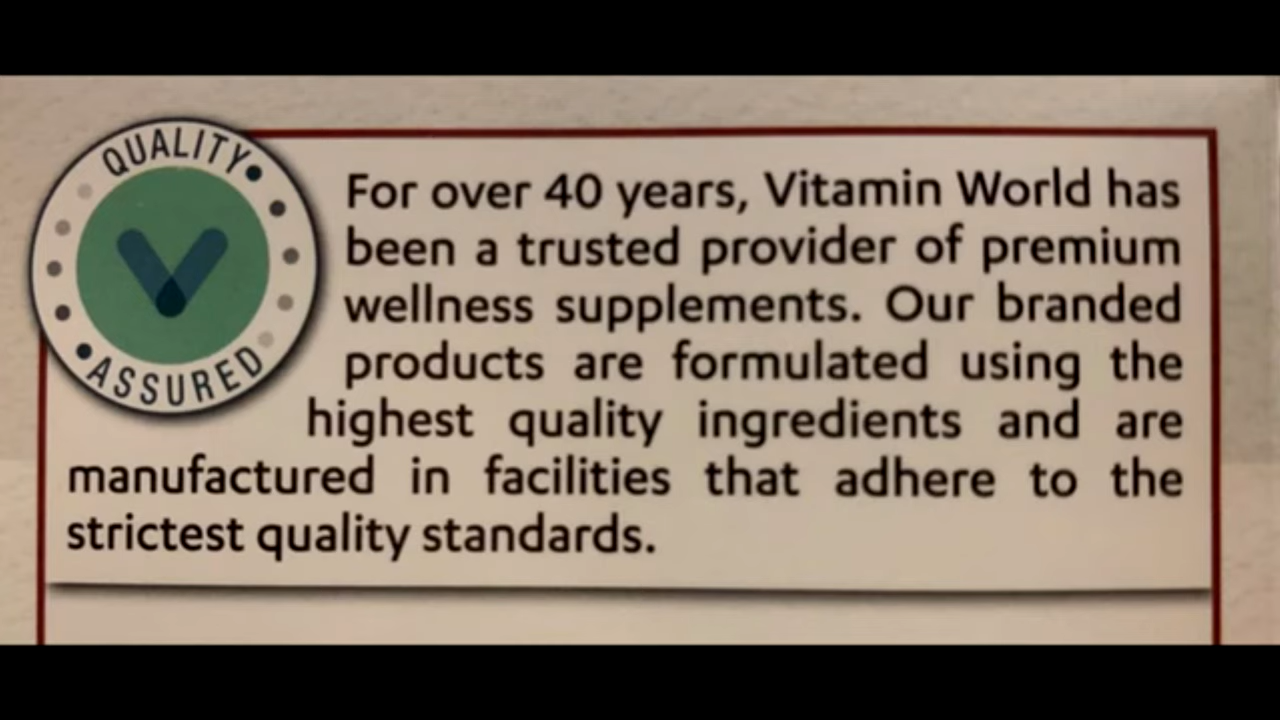 QUALITY
ASSURED
For over 40 years, Vitamin World has
been a trusted provider of premium
wellness supplements. Our branded
products are formulated using the
highest quality ingredients and are
manufactured in facilities that adhere to the
strictest quality standards.